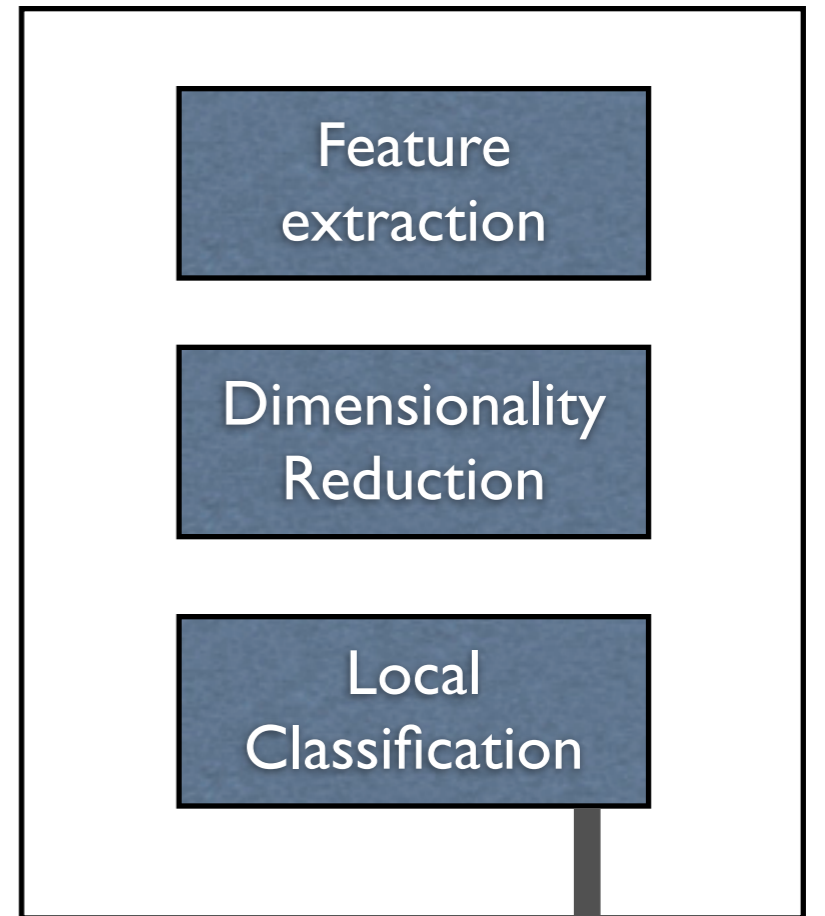 Feature
extraction
Dimensionality
Reduction
Local
Classification